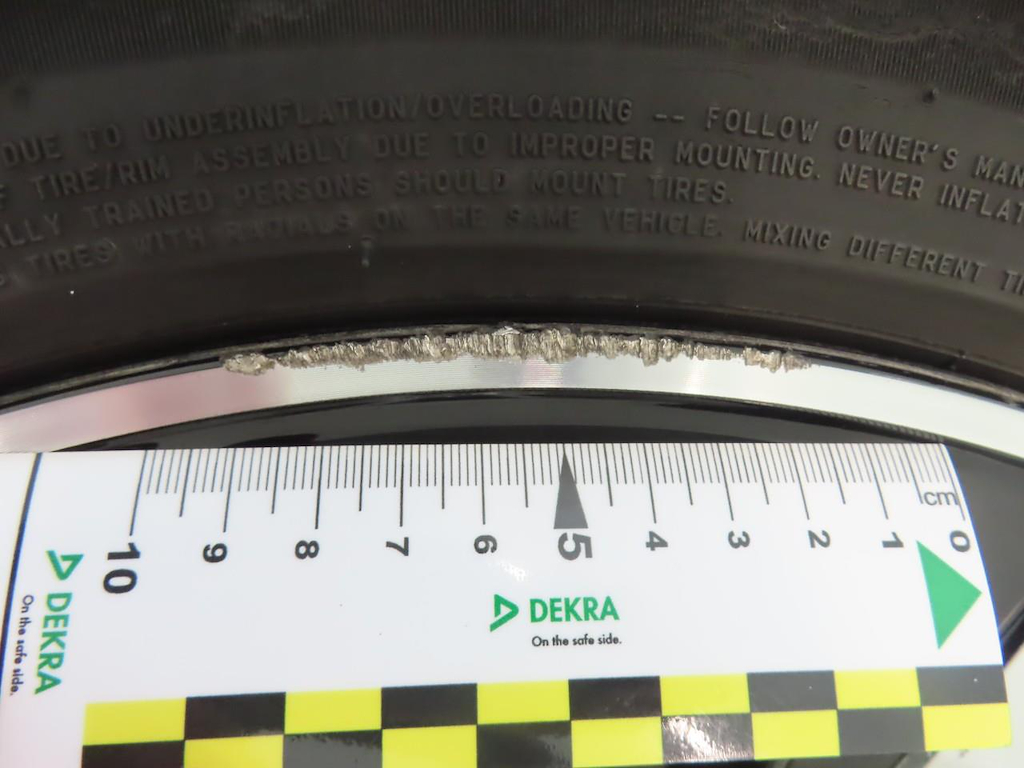 DUE TO UNDERINFLATION/OVERLOADING -- FOLLOW OWNER'S MAN
F TIRE/RIM ASSEMBLY DUE TO IMPROPER MOUNTING. NEVER INFLAT
ALLY TRAINED PERSONS SHOULD MOUNT TIRES.
TIRES WITH RADIALS ON THE SAME VEHICLE. MIXING DIFFERENT TI
10 9 8 7 6 5 4 3 2 1 0
cm
DEKRA
On the safe side.
DEKRA
On the safe side.